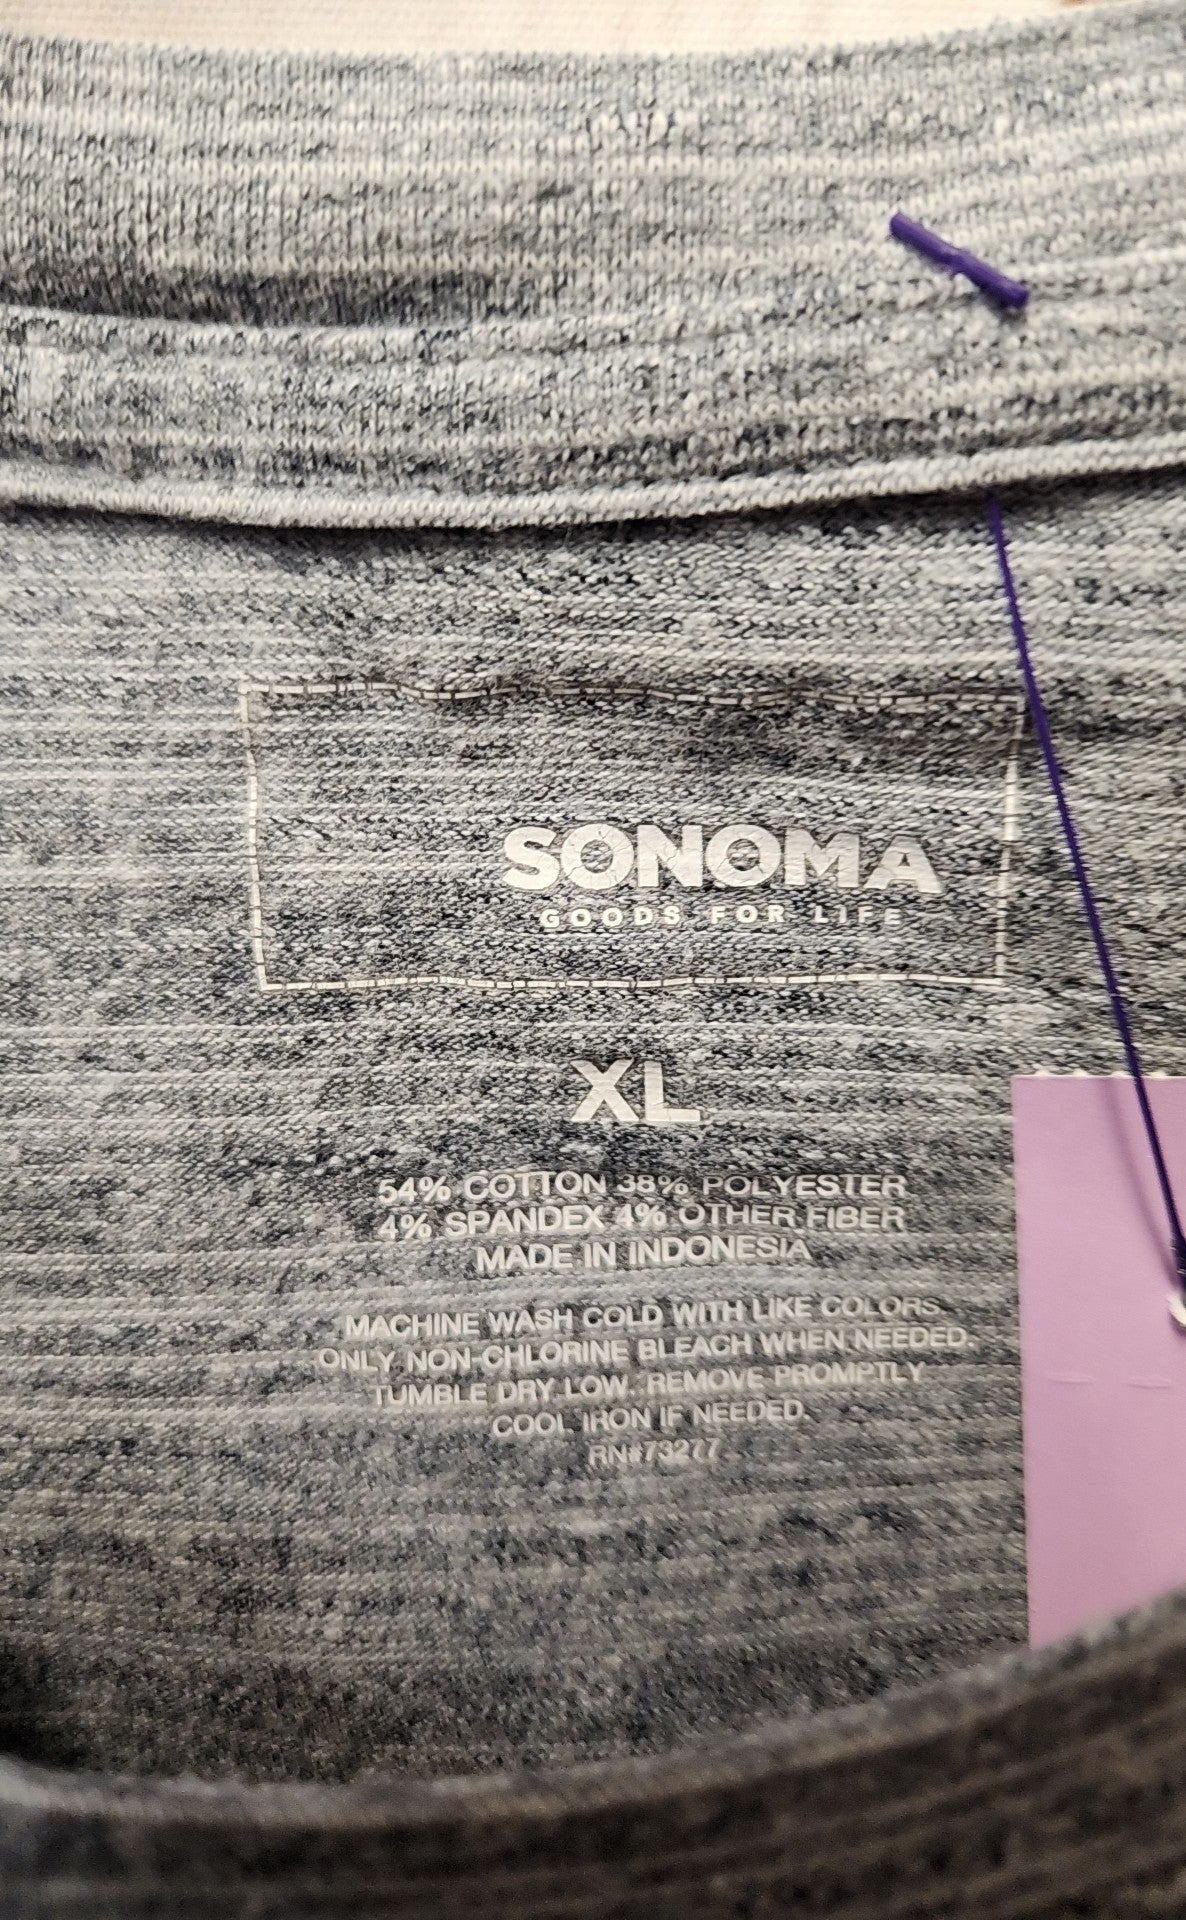 SONOMA
GOODS FOR LIFE
XL
54% COTTON 38% POLYESTER
4% SPANDEX 4% OTHER FIBER
MADE IN INDONESIA
MACHINE WASH COLD WITH LIKE COLORS.
ONLY NON-CHLORINE BLEACH WHEN NEEDED.
TUMBLE DRY LOW. REMOVE PROMPTLY
COOL IRON IF NEEDED.
RN#73277